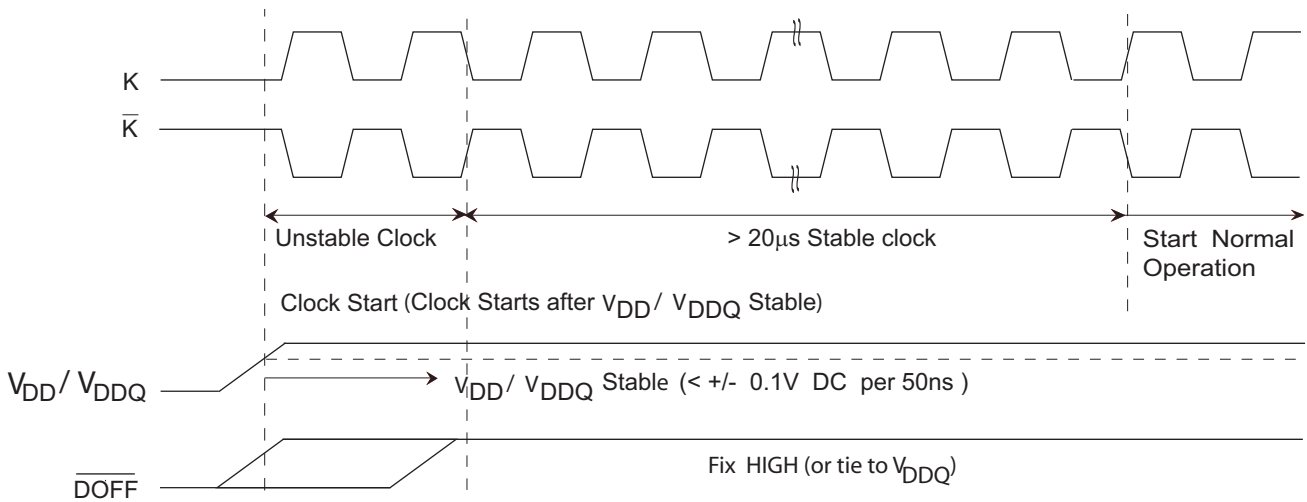 K
K̅
Unstable Clock
> 20μs Stable clock
Start Normal
Operation
Clock Start (Clock Starts after VDD/ VDDQ Stable)
VDD/ VDDQ
VDD/ VDDQ Stable (< +/- 0.1V DC per 50ns )
Fix HIGH (or tie to VDDQ)
D̅O̅F̅F̅